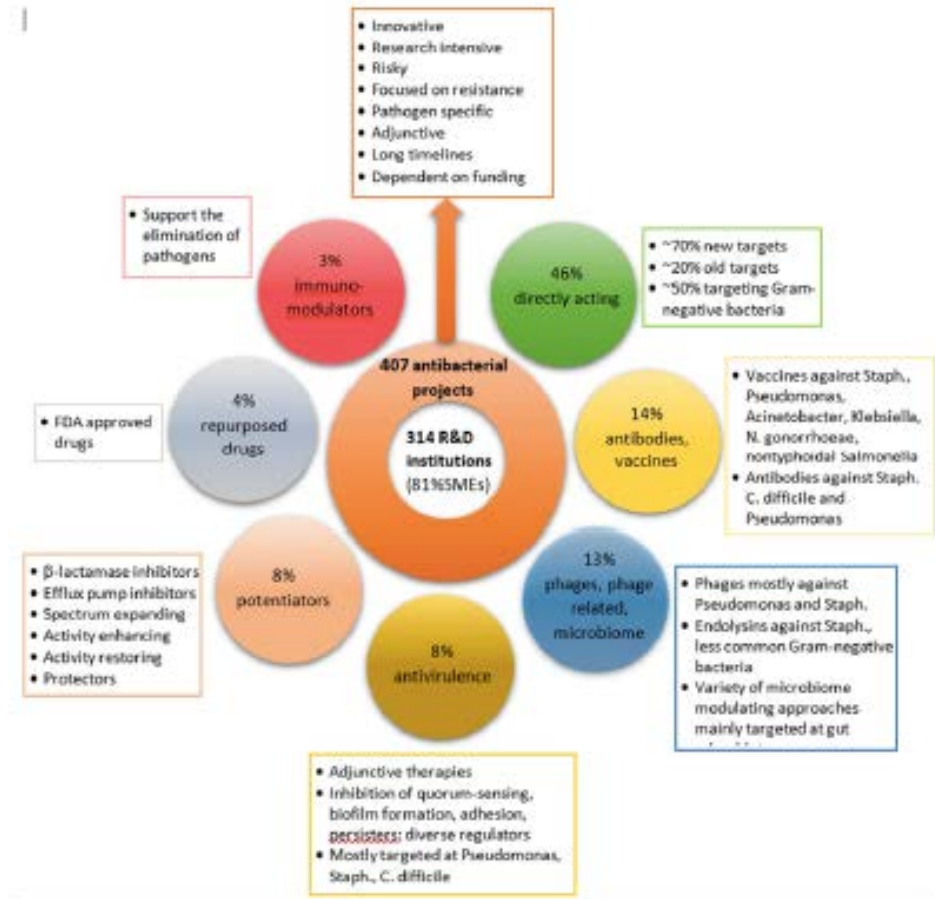 • Innovative
• Research intensive
• Risky
• Focused on resistance
• Pathogen specific
• Adjunctive
• Long timelines
• Dependent on funding
• Support the
elimination of
pathogens
3%
immuno-
modulators
46%
directly acting
• ~70% new targets
• ~20% old targets
• ~50% targeting Gram-
negative bacteria
407 antibacterial
projects
314 R&D
institutions
(81%SMEs)
• FDA approved
drugs
4%
repurposed
drugs
14%
antibodies,
vaccines
• Vaccines against Staph.,
Pseudomonas,
Acinetobacter, Klebsiella,
N. gonorrhoeae,
nontyphoidal Salmonella
• Antibodies against Staph.
C. difficile and
Pseudomonas
• β-lactamase inhibitors
• Efflux pump inhibitors
• Spectrum expanding
• Activity enhancing
• Activity restoring
• Protectors
8%
potentiators
8%
antivirulence
13%
phages, phage
related,
microbiome
• Phages mostly against
Pseudomonas and Staph.
• Endolysins against Staph.,
less common Gram-negative
bacteria
• Variety of microbiome
modulating approaches
mainly targeted at gut
• Adjunctive therapies
• Inhibition of quorum-sensing,
biofilm formation, adhesion,
persisters; diverse regulators
• Mostly targeted at Pseudomonas,
Staph., C. difficile